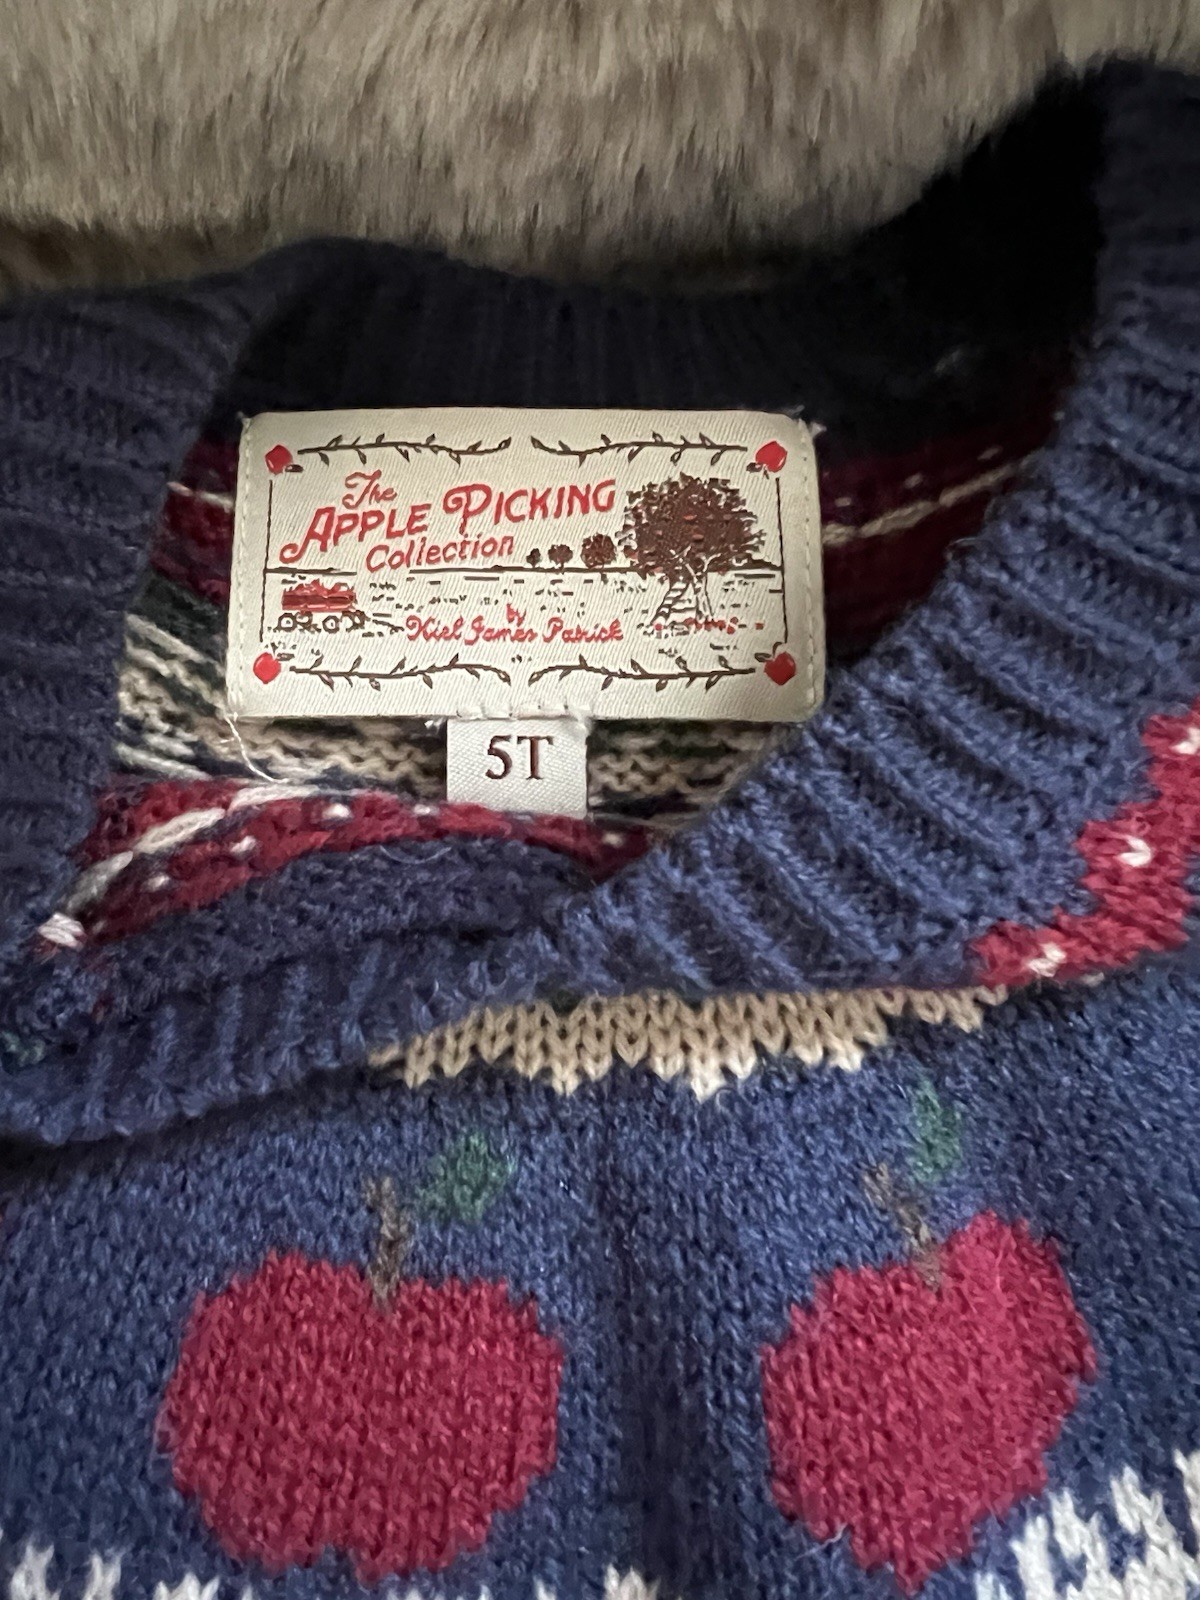 The
APPLE PICKING
Collection
by
Kiel James Patrick
5T